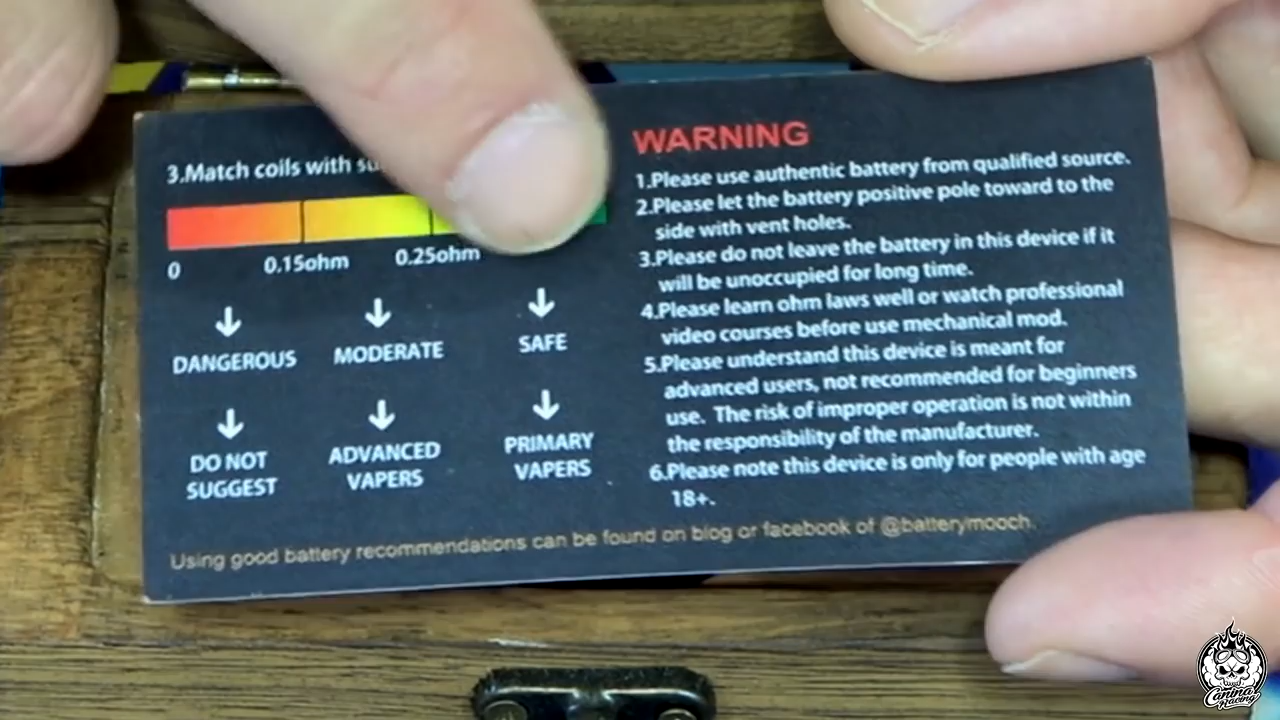 3.Match coils with
0
0.15ohm
0.25ohm
DANGEROUS
MODERATE
SAFE
DO NOT
SUGGEST
ADVANCED
VAPERS
PRIMARY
VAPERS
Using good battery recommendations can be found on blog or facebook of @batterymooch.
WARNING
1.Please use authentic battery from qualified source.
2.Please let the battery positive pole toward to the
side with vent holes.
3.Please do not leave the battery in this device if it
will be unoccupied for long time.
4.Please learn ohm laws well or watch professional
video courses before use mechanical mod.
5.Please understand this device is meant for
advanced users, not recommended for beginners
use. The risk of improper operation is not within
the responsibility of the manufacturer.
6.Please note this device is only for people with age
18+.
Canina
Racing